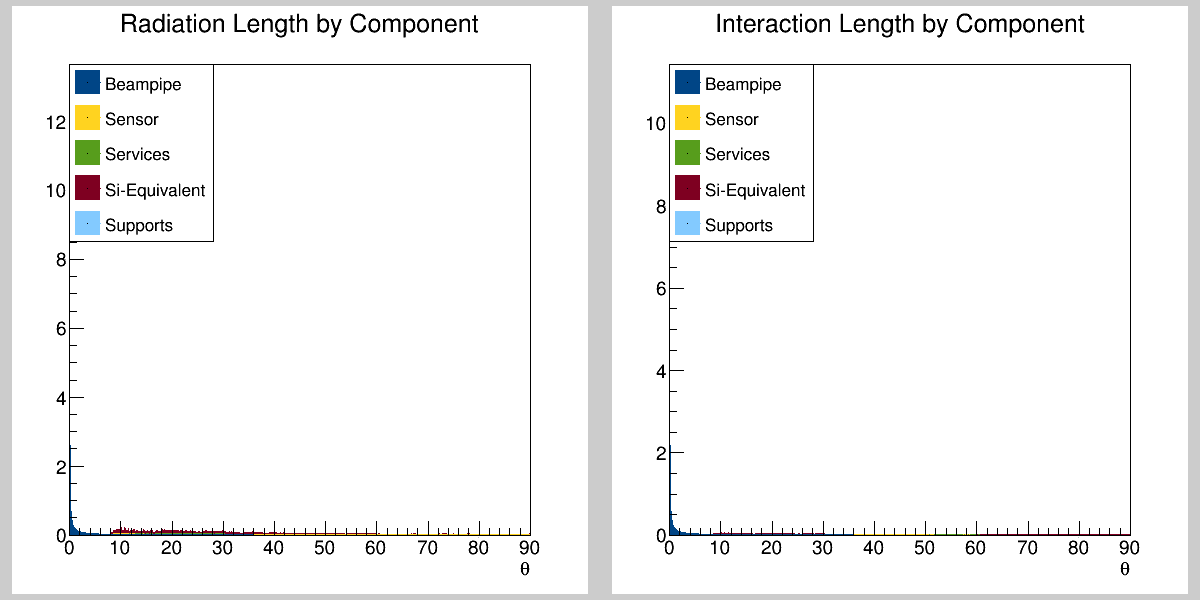 Radiation Length by Component
Beampipe
Sensor
Services
Si-Equivalent
Supports
12
10
8
6
4
2
0
0 10 20 30 40 50 60 70 80 90
θ
Interaction Length by Component
Beampipe
Sensor
Services
Si-Equivalent
Supports
10
8
6
4
2
0
0 10 20 30 40 50 60 70 80 90
θ